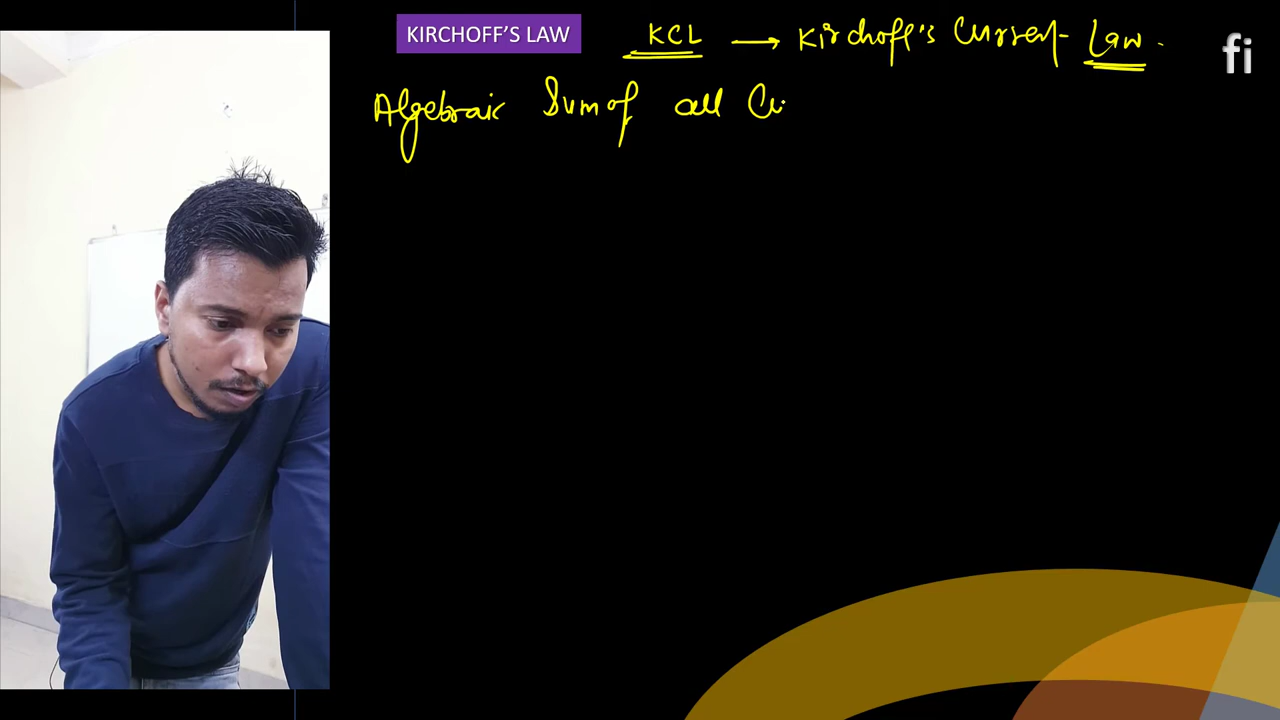 KIRCHOFF'S LAW KCL → Kirchoff's Current Law.
fi
Algebraic Sum of all